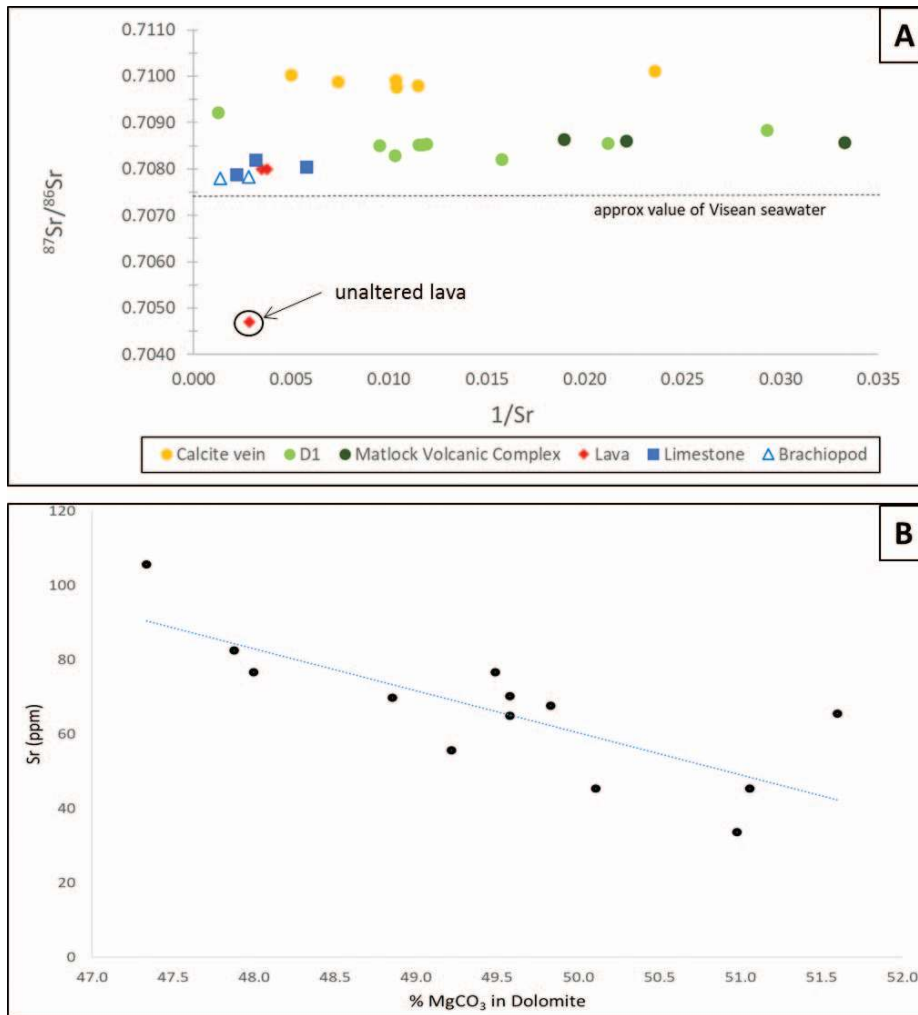 A
0.7110
0.7100
0.7090
0.7080
0.7070
0.7060
0.7050
0.7040
⁸⁷Sr/⁸⁶Sr
approx value of Visean seawater
unaltered lava
0.000 0.005 0.010 0.015 0.020 0.025 0.030 0.035
1/Sr
Calcite vein D1 Matlock Volcanic Complex Lava Limestone Brachiopod
B
120
100
80
60
40
20
0
Sr (ppm)
47.0 47.5 48.0 48.5 49.0 49.5 50.0 50.5 51.0 51.5 52.0
% MgCO₃ in Dolomite